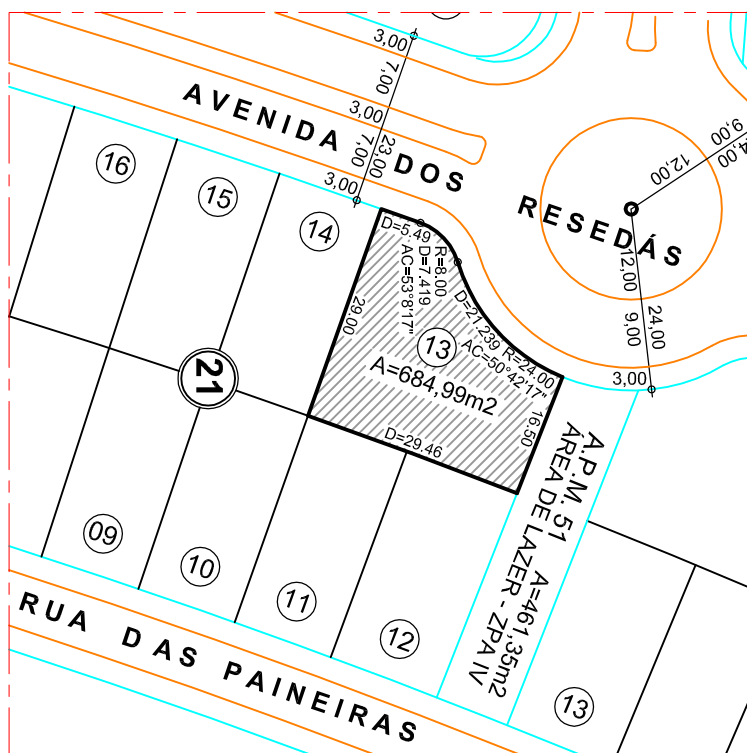 3,00
7,00
3,00
23,00
7,00
3,00
AVENIDA DOS
RESEDÁS
9,00
12,00
12,00
24,00
9,00
3,00
16
15
14
D=5.49
R=8.00
D=7.419
AC=53°8'17"
29.00
13
D=21.239
R=24.00
AC=50°42'17"
A=684,99m2
16.50
D=29.46
21
A.P.M. 51 A=461,35m2
ÁREA DE LAZER - ZPA IV
09
10
11
12
13
RUA DAS PAINEIRAS